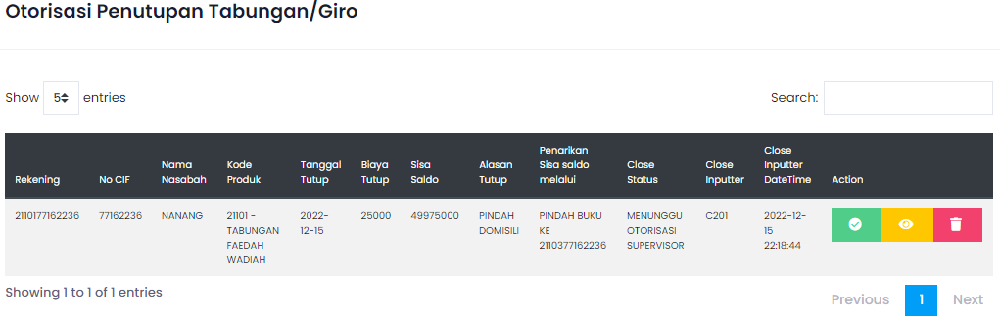 Otorisasi Penutupan Tabungan/Giro
Show 5 entries
Search:
Rekening No CIF Nama Nasabah Kode Produk Tanggal Tutup Biaya Tutup Sisa Saldo Alasan Tutup Penarikan Sisa saldo melalui Close Status Close Inputter Close Inputter DateTime Action
2110177162236 77162236 NANANG 21101 - TABUNGAN FAEDAH WADIAH 2022-12-15 25000 49975000 PINDAH DOMISILI PINDAH BUKU KE 2110377162236 MENUNGGU OTORISASI SUPERVISOR C201 2022-12-15 22:18:44
Showing 1 to 1 of 1 entries
Previous 1 Next